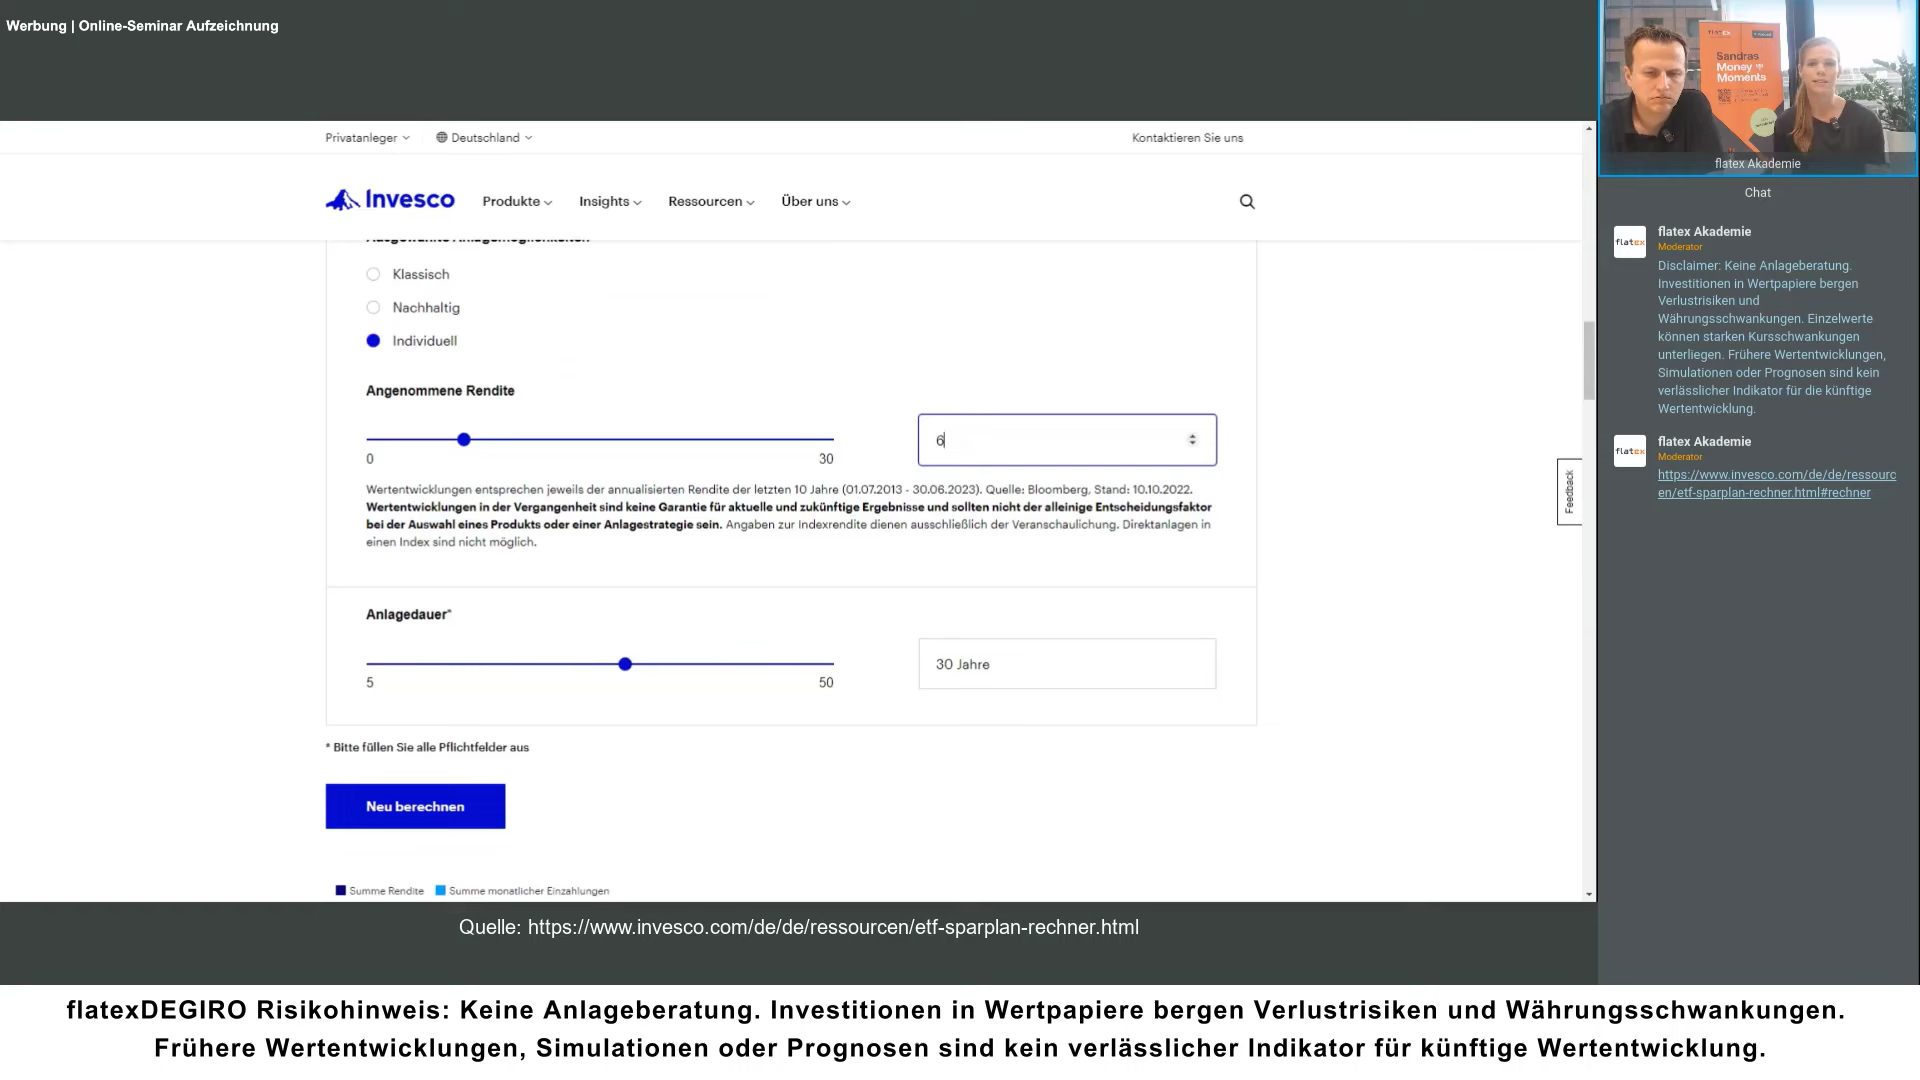 Werbung | Online-Seminar Aufzeichnung
Privatanleger
Deutschland
Kontaktieren Sie uns
Invesco
Produkte
Insights
Ressourcen
Über uns
Ausgewählte Anlagemöglichkeiten
Klassisch
Nachhaltig
Individuell
Angenommene Rendite
6
0
30
Wertentwicklungen entsprechen jeweils der annualisierten Rendite der letzten 10 Jahre (01.07.2013 - 30.06.2023). Quelle: Bloomberg, Stand: 10.10.2022.
Wertentwicklungen in der Vergangenheit sind keine Garantie für aktuelle und zukünftige Ergebnisse und sollten nicht der alleinige Entscheidungsfaktor
bei der Auswahl eines Produkts oder einer Anlagestrategie sein. Angaben zur Indexrendite dienen ausschließlich der Veranschaulichung. Direktanlagen in
einen Index sind nicht möglich.
Anlagedauer*
30 Jahre
5
50
* Bitte füllen Sie alle Pflichtfelder aus
Neu berechnen
Summe Rendite
Summe monatlicher Einzahlungen
Feedback
Quelle: https://www.invesco.com/de/de/ressourcen/etf-sparplan-rechner.html
flatex
Sandras
Money
Moments
flatex Akademie
Chat
flatex
flatex Akademie
Moderator
Disclaimer: Keine Anlageberatung.
Investitionen in Wertpapiere bergen
Verlustrisiken und
Währungsschwankungen. Einzelwerte
können starken Kursschwankungen
unterliegen. Frühere Wertentwicklungen,
Simulationen oder Prognosen sind kein
verlässlicher Indikator für die künftige
Wertentwicklung.
flatex
flatex Akademie
Moderator
https://www.invesco.com/de/de/ressourc
en/etf-sparplan-rechner.html#rechner
flatexDEGIRO Risikohinweis: Keine Anlageberatung. Investitionen in Wertpapiere bergen Verlustrisiken und Währungsschwankungen.
Frühere Wertentwicklungen, Simulationen oder Prognosen sind kein verlässlicher Indikator für künftige Wertentwicklung.